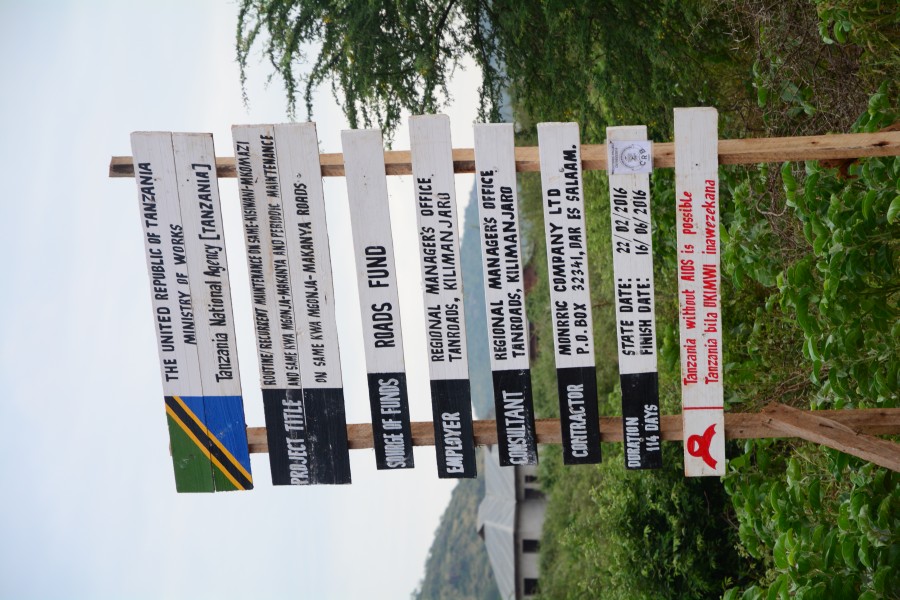 THE UNITED REPUBLIC OF TANZANIA
MINISTRY OF WORKS
Tanzania National Agency [TANZANIA]
PROJECT TITLE
ROUTINE/RECURRENT MAINTENANCE ON SAME-KISIWANI-MKOMAZI
AND SAME KWA MGONJA-MAKANYA AND PERIODIC MAINTENANCE
ON SAME KWA MGONJA-MAKANYA ROADS
SOURGE OF FUNDS
ROADS FUND
EMPLOYER
REGIONAL MANAGER'S OFFICE,
TANROADS, KILIMANJARO
CONSULTANT
REGIONAL MANAGER'S OFFICE
TANROADS, KILIMANJARO
CONTRACTOR
MONRRIC COMPANY LTD
P.O. BOX 32341, DAR ES SALAAM.
DURATION
114 DAYS
STATE DATE: 22/02/2016
FINISH DATE: 16/06/2016
CRB
Tanzania without AIDS is possible
Tanzania bila UKIMWI inawezekana